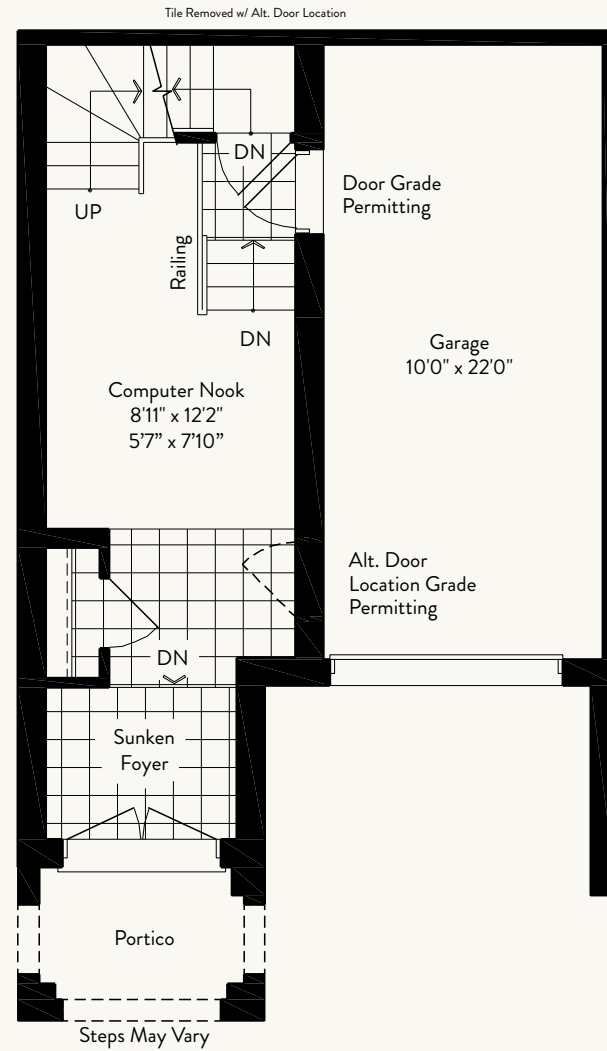 Tile Removed w/ Alt. Door Location
DN
Door Grade
Permitting
UP
Railing
DN
Garage
10'0" x 22'0"
Computer Nook
8'11" x 12'2"
5’7” x 7’10”
Alt. Door
Location Grade
Permitting
DN
Sunken
Foyer
Portico
Steps May Vary